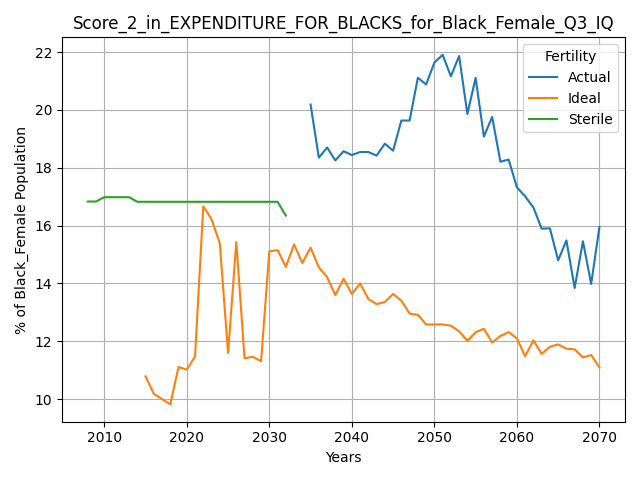 Score_2_in_EXPENDITURE_FOR_BLACKS_for_Black_Female_Q3_IQ
Fertility
Actual
Ideal
Sterile
% of Black_Female Population
22
20
18
16
14
12
10
2010
2020
2030
2040
2050
2060
2070
Years